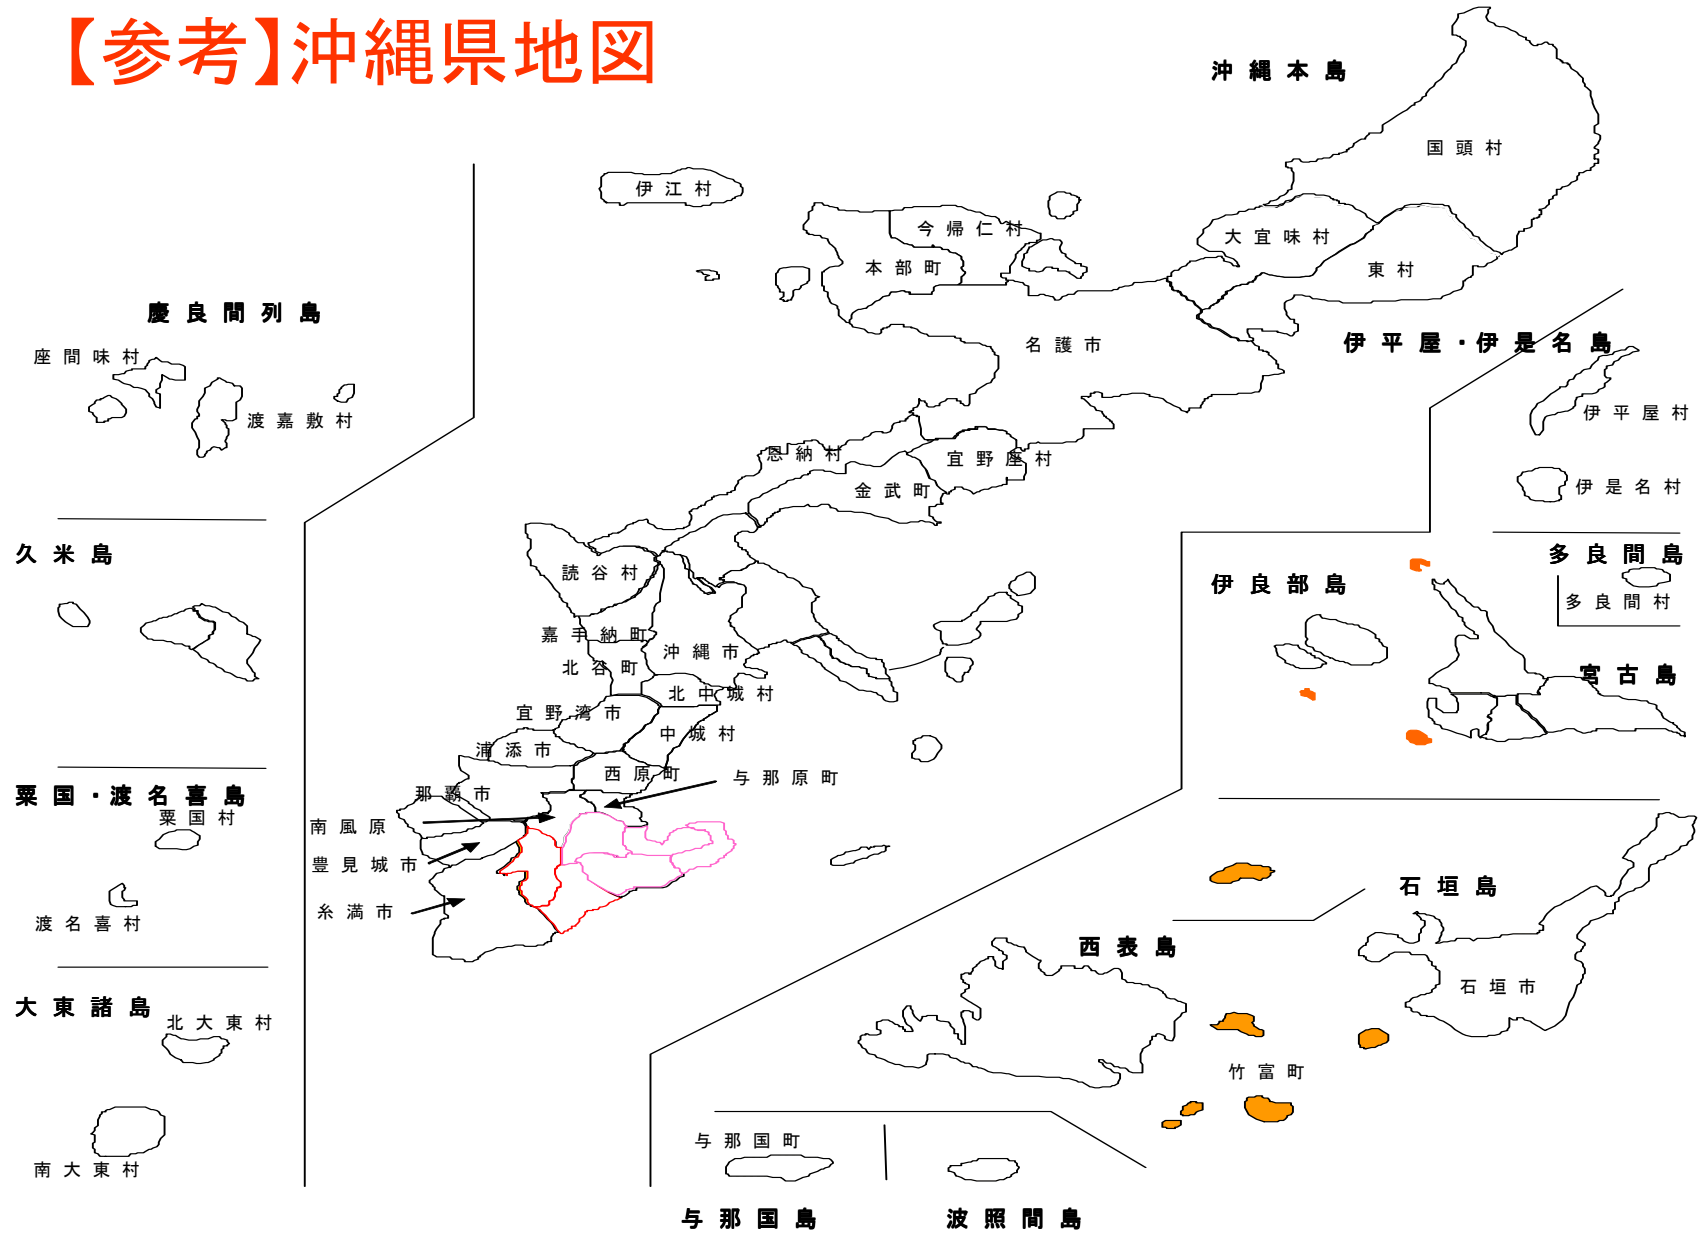 【参考】沖縄県地図
沖縄本島
国頭村
伊江村
今帰仁村
大宜味村
本部町
東村
慶良間列島
座間味村
渡嘉敷村
名護市
伊平屋・伊是名島
伊平屋村
伊是名村
恩納村
宜野座村
金武町
久米島
読谷村
伊良部島
多良間島
多良間村
嘉手納町
沖縄市
北谷町
宮古島
北中城村
宜野湾市
中城村
浦添市
西原町
与那原町
那覇市
粟国・渡名喜島
粟国村
南風原
豊見城市
糸満市
渡名喜村
石垣島
西表島
石垣市
大東諸島
北大東村
竹富町
与那国町
南大東村
与那国島
波照間島